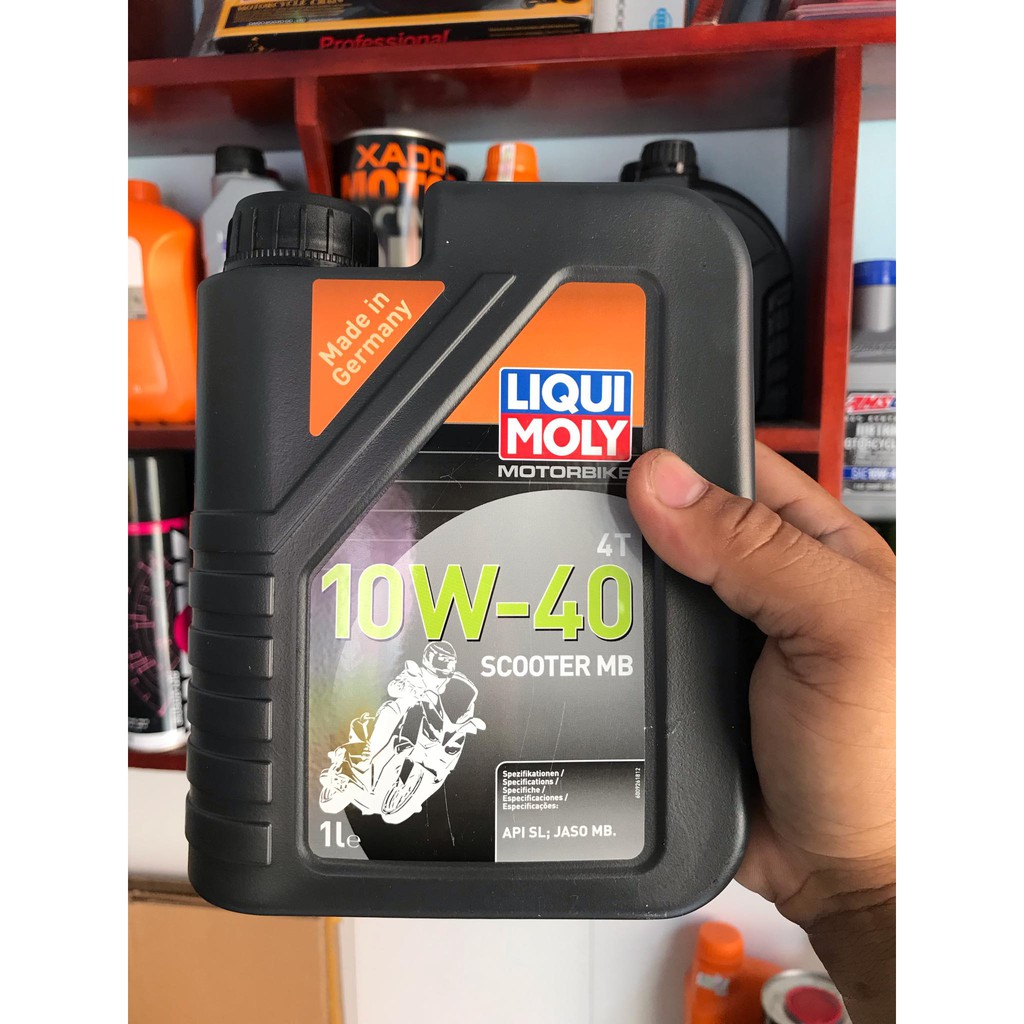 Professional
XADO
MOTO
Made in
Germany
LIQUI
MOLY
MOTORBIKE
4T
10W-40
SCOOTER MB
Spezifikationen /
Specifications /
Specifiche /
Especificaciones /
Especificações:
API SL; JASO MB.
1L e